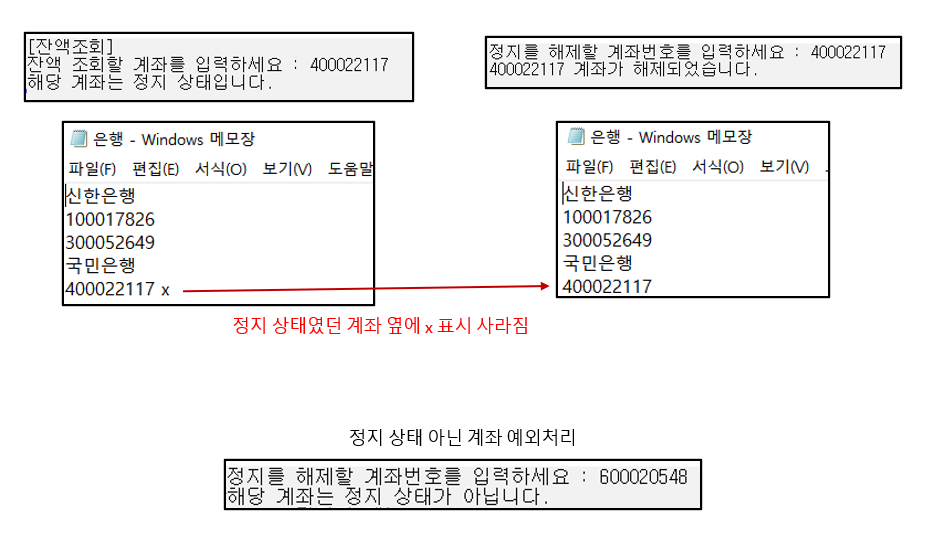 [잔액조회]
잔액 조회할 계좌를 입력하세요 : 400022117
해당 계좌는 정지 상태입니다.
정지를 해제할 계좌번호를 입력하세요 : 400022117
400022117 계좌가 해제되었습니다.
은행 - Windows 메모장
파일(F) 편집(E) 서식(O) 보기(V) 도움말
신한은행
100017826
300052649
국민은행
400022117 x
은행 - Windows 메모장
파일(F) 편집(E) 서식(O) 보기(V)
신한은행
100017826
300052649
국민은행
400022117
정지 상태였던 계좌 옆에 x 표시 사라짐
정지 상태 아닌 계좌 예외처리
정지를 해제할 계좌번호를 입력하세요 : 600020548
해당 계좌는 정지 상태가 아닙니다.